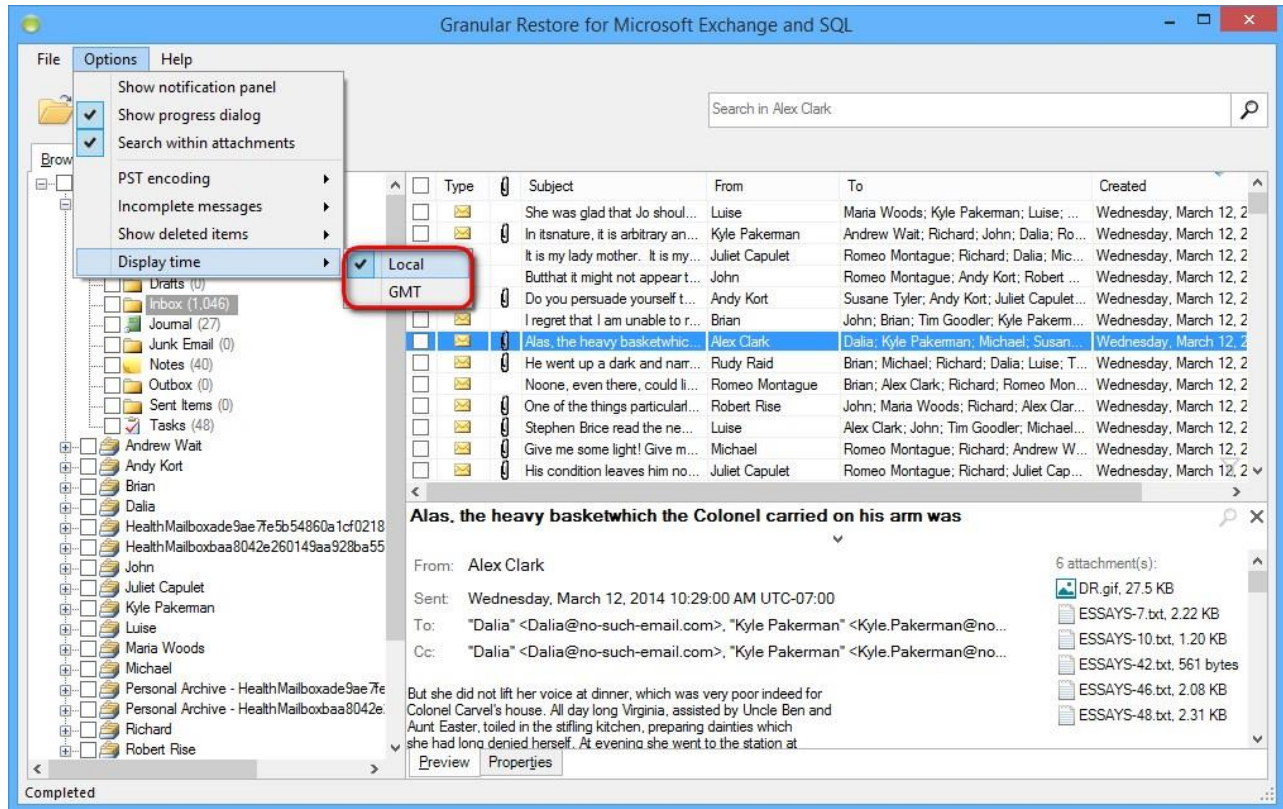 Granular Restore for Microsoft Exchange and SQL
File Options Help
Show notification panel
Show progress dialog
Search within attachments
PST encoding
Incomplete messages
Show deleted items
Display time
Local
GMT
Search in Alex Clark
Brow
Drafts (0)
Inbox (1,046)
Journal (27)
Junk Email (0)
Notes (40)
Outbox (0)
Sent Items (0)
Tasks (48)
Andrew Wait
Andy Kort
Brian
Dalia
HealthMailboxade9ae7fe5b54860a1cf0218
HealthMailboxbaa8042e260149aa928ba55
John
Juliet Capulet
Kyle Pakerman
Luise
Maria Woods
Michael
Personal Archive - HealthMailboxade9ae7fe
Personal Archive - HealthMailboxbaa8042e
Richard
Robert Rise
Type Subject From To Created
She was glad that Jo shoul... Luise Maria Woods; Kyle Pakerman; Luise; ... Wednesday, March 12, 2
In itsnature, it is arbitrary an... Kyle Pakerman Andrew Wait; Richard; John; Dalia; Ro... Wednesday, March 12, 2
It is my lady mother. It is my... Juliet Capulet Romeo Montague; Richard; Dalia; Mic... Wednesday, March 12, 2
Butthat it might not appear t... John Romeo Montague; Andy Kort; Robert ... Wednesday, March 12, 2
Do you persuade yourself t... Andy Kort Susane Tyler; Andy Kort; Juliet Capulet... Wednesday, March 12, 2
I regret that I am unable to r... Brian John; Brian; Tim Goodler; Kyle Pakerm... Wednesday, March 12, 2
Alas, the heavy basketwhic... Alex Clark Dalia; Kyle Pakerman; Michael; Susan... Wednesday, March 12, 2
He went up a dark and narr... Rudy Raid Brian; Michael; Richard; Dalia; Luise; T... Wednesday, March 12, 2
Noone, even there, could li... Romeo Montague Brian; Alex Clark; Richard; Romeo Mon... Wednesday, March 12, 2
One of the things particularl... Robert Rise John; Maria Woods; Richard; Alex Clar... Wednesday, March 12, 2
Stephen Brice read the ne... Luise Alex Clark; John; Tim Goodler; Michael... Wednesday, March 12, 2
Give me some light! Give m... Michael Romeo Montague; Richard; Andrew W... Wednesday, March 12, 2
His condition leaves him no... Juliet Capulet Romeo Montague; Richard; Juliet Cap... Wednesday, March 12, 2
Alas, the heavy basketwhich the Colonel carried on his arm was
From: Alex Clark
Sent: Wednesday, March 12, 2014 10:29:00 AM UTC-07:00
To: "Dalia" <Dalia@no-such-email.com>, "Kyle Pakerman" <Kyle.Pakerman@no...
Cc: "Dalia" <Dalia@no-such-email.com>, "Kyle Pakerman" <Kyle.Pakerman@no...
6 attachment(s):
DR.gif, 27.5 KB
ESSAYS-7.txt, 2.22 KB
ESSAYS-10.txt, 1.20 KB
ESSAYS-42.txt, 561 bytes
ESSAYS-46.txt, 2.08 KB
ESSAYS-48.txt, 2.31 KB
But she did not lift her voice at dinner, which was very poor indeed for
Colonel Carvel's house. All day long Virginia, assisted by Uncle Ben and
Aunt Easter, toiled in the stifling kitchen, preparing dainties which
she had long denied herself. At evening she went to the station at
Preview Properties
Completed